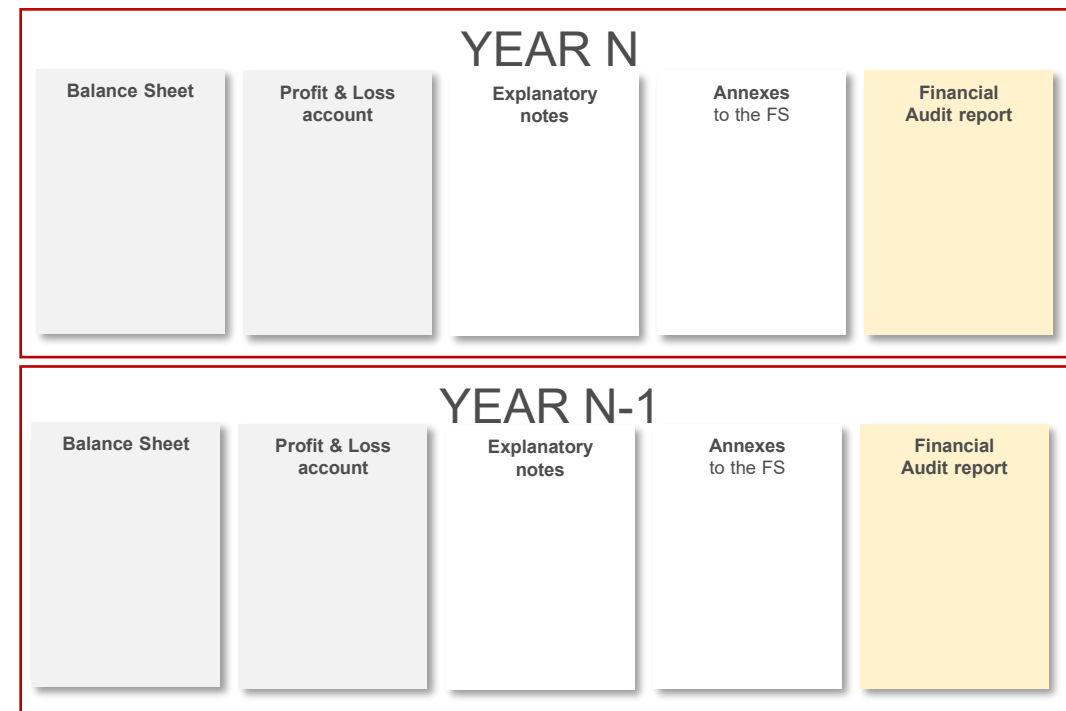 YEAR N
Balance Sheet
Profit & Loss
account
Explanatory
notes
Annexes
to the FS
Financial
Audit report
YEAR N-1
Balance Sheet
Profit & Loss
account
Explanatory
notes
Annexes
to the FS
Financial
Audit report